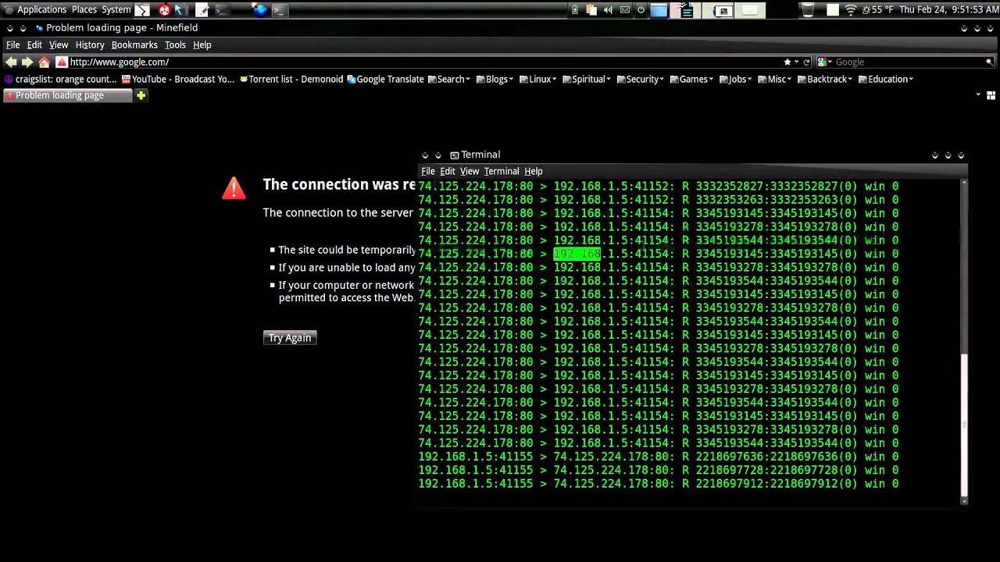 Applications Places System 55 °F Thu Feb 24, 9:51:53 AM
Problem loading page - Minefield
File Edit View History Bookmarks Tools Help
http://www.google.com/ Google
craigslist: orange count... YouTube - Broadcast Yo... Torrent list - Demonoid Google Translate Search Blogs Linux Spiritual Security Games Jobs Misc Backtrack Education
Problem loading page
The connection was re
The connection to the server
The site could be temporarily
If you are unable to load any
If your computer or network
permitted to access the Web.
Try Again
Terminal
File Edit View Terminal Help
74.125.224.178:80 > 192.168.1.5:41152: R 3332352827:3332352827(0) win 0
74.125.224.178:80 > 192.168.1.5:41152: R 3332353263:3332353263(0) win 0
74.125.224.178:80 > 192.168.1.5:41154: R 3345193145:3345193145(0) win 0
74.125.224.178:80 > 192.168.1.5:41154: R 3345193278:3345193278(0) win 0
74.125.224.178:80 > 192.168.1.5:41154: R 3345193544:3345193544(0) win 0
74.125.224.178:80 > 192.168.1.5:41154: R 3345193145:3345193145(0) win 0
74.125.224.178:80 > 192.168.1.5:41154: R 3345193278:3345193278(0) win 0
74.125.224.178:80 > 192.168.1.5:41154: R 3345193544:3345193544(0) win 0
74.125.224.178:80 > 192.168.1.5:41154: R 3345193145:3345193145(0) win 0
74.125.224.178:80 > 192.168.1.5:41154: R 3345193278:3345193278(0) win 0
74.125.224.178:80 > 192.168.1.5:41154: R 3345193544:3345193544(0) win 0
74.125.224.178:80 > 192.168.1.5:41154: R 3345193145:3345193145(0) win 0
74.125.224.178:80 > 192.168.1.5:41154: R 3345193278:3345193278(0) win 0
74.125.224.178:80 > 192.168.1.5:41154: R 3345193544:3345193544(0) win 0
74.125.224.178:80 > 192.168.1.5:41154: R 3345193145:3345193145(0) win 0
74.125.224.178:80 > 192.168.1.5:41154: R 3345193278:3345193278(0) win 0
74.125.224.178:80 > 192.168.1.5:41154: R 3345193544:3345193544(0) win 0
74.125.224.178:80 > 192.168.1.5:41154: R 3345193145:3345193145(0) win 0
74.125.224.178:80 > 192.168.1.5:41154: R 3345193278:3345193278(0) win 0
74.125.224.178:80 > 192.168.1.5:41154: R 3345193544:3345193544(0) win 0
192.168.1.5:41155 > 74.125.224.178:80: R 2218697636:2218697636(0) win 0
192.168.1.5:41155 > 74.125.224.178:80: R 2218697728:2218697728(0) win 0
192.168.1.5:41155 > 74.125.224.178:80: R 2218697912:2218697912(0) win 0